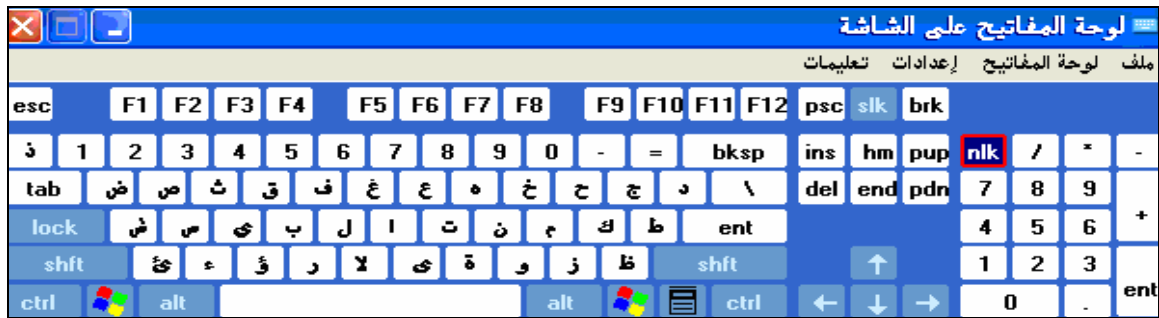 لوحة المفاتيح على الشاشة
ملف لوحة المفاتيح إعدادات تعليمات
esc F1 F2 F3 F4 F5 F6 F7 F8 F9 F10 F11 F12 psc slk brk
ذ 1 2 3 4 5 6 7 8 9 0 - = bksp ins hm pup nlk / * -
tab ض ص ث ق ف غ ع ه خ ح ج د \ del end pdn 7 8 9 +
lock ش س ي ب ل ا ت ن م ك ط ent 4 5 6
shft ئ ء ؤ ر لا ى ة و ز ظ shft ↑ 1 2 3 ent
ctrl alt alt ctrl ← ↓ → 0 .